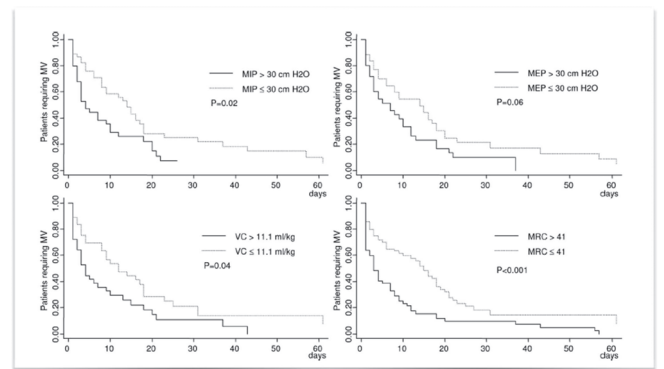 Patients requiring MV
1.00
0.80
0.60
0.40
0.20
0.00
MIP > 30 cm H2O
MIP ≤ 30 cm H2O
P=0.02
0 10 20 30 40 50 60
days
Patients requiring MV
1.00
0.80
0.60
0.40
0.20
0.00
MEP > 30 cm H2O
MEP ≤ 30 cm H2O
P=0.06
0 10 20 30 40 50 60
days
Patients requiring MV
1.00
0.80
0.60
0.40
0.20
0.00
VC > 11.1 ml/kg
VC ≤ 11.1 ml/kg
P=0.04
0 10 20 30 40 50 60
days
Patients requiring MV
1.00
0.80
0.60
0.40
0.20
0.00
MRC > 41
MRC ≤ 41
P<0.001
0 10 20 30 40 50 60
days